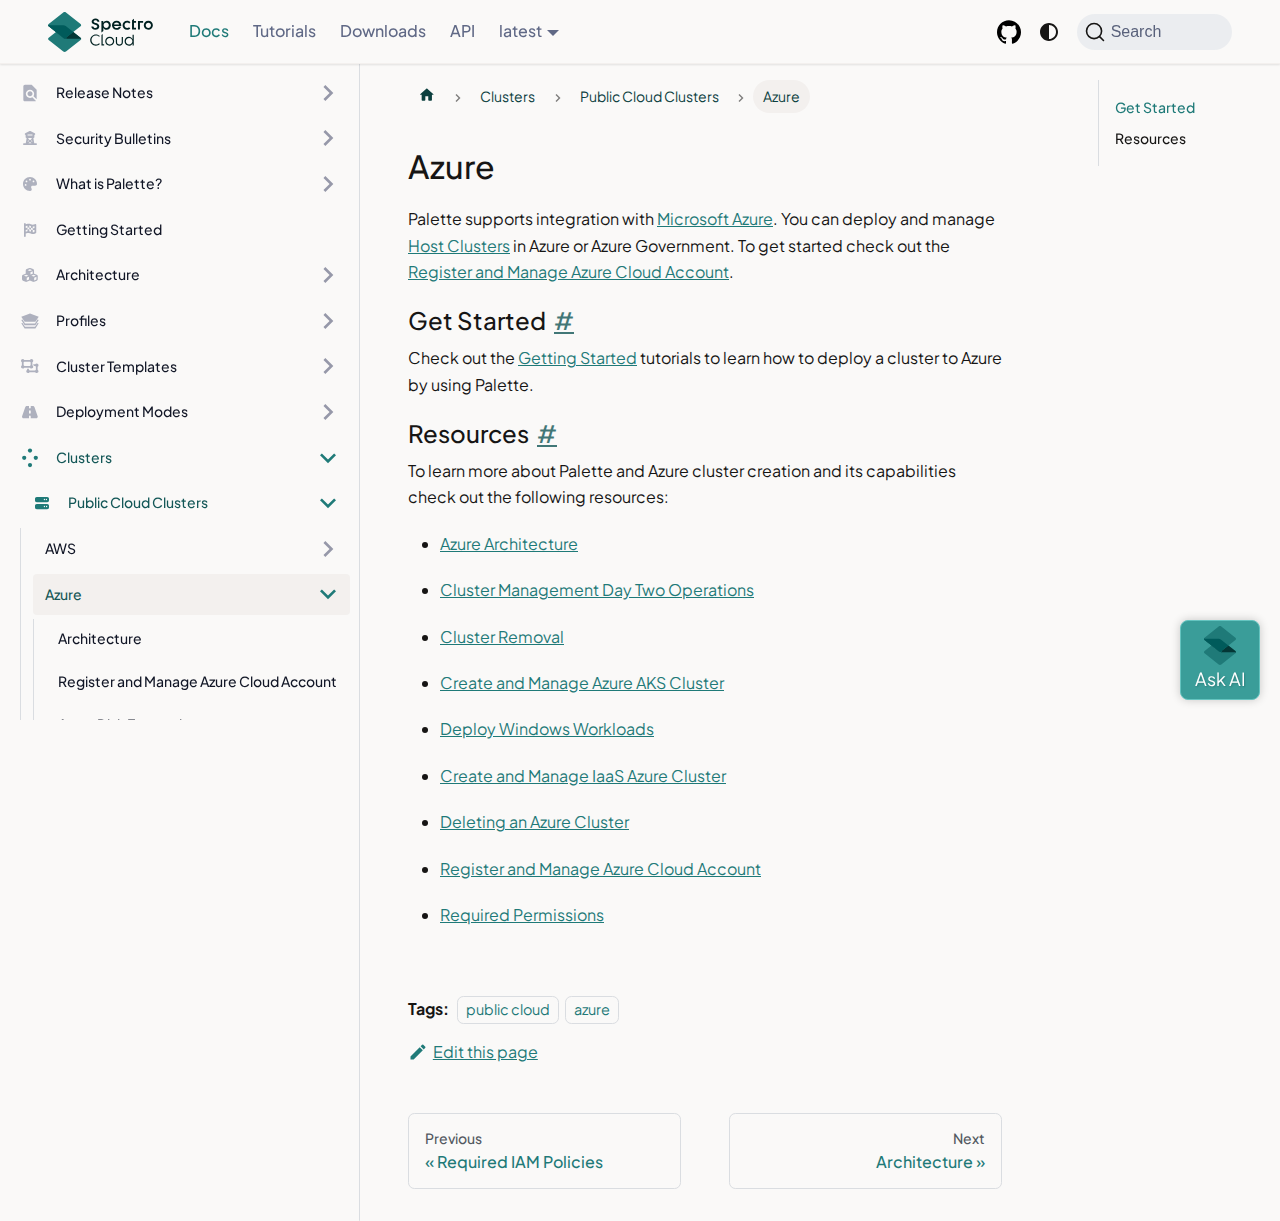 Spectro Cloud
Docs
Tutorials
Downloads
API
latest
Search
Release Notes
Security Bulletins
What is Palette?
Getting Started
Architecture
Profiles
Cluster Templates
Deployment Modes
Clusters
Public Cloud Clusters
AWS
Azure
Architecture
Register and Manage Azure Cloud Account
Clusters
Public Cloud Clusters
Azure
Azure
Palette supports integration with Microsoft Azure. You can deploy and manage
Host Clusters in Azure or Azure Government. To get started check out the
Register and Manage Azure Cloud Account.
Get Started #
Check out the Getting Started tutorials to learn how to deploy a cluster to Azure
by using Palette.
Resources #
To learn more about Palette and Azure cluster creation and its capabilities
check out the following resources:
Azure Architecture
Cluster Management Day Two Operations
Cluster Removal
Create and Manage Azure AKS Cluster
Deploy Windows Workloads
Create and Manage IaaS Azure Cluster
Deleting an Azure Cluster
Register and Manage Azure Cloud Account
Required Permissions
Tags: public cloud azure
Edit this page
Previous
« Required IAM Policies
Next
Architecture »
Get Started
Resources
Ask AI